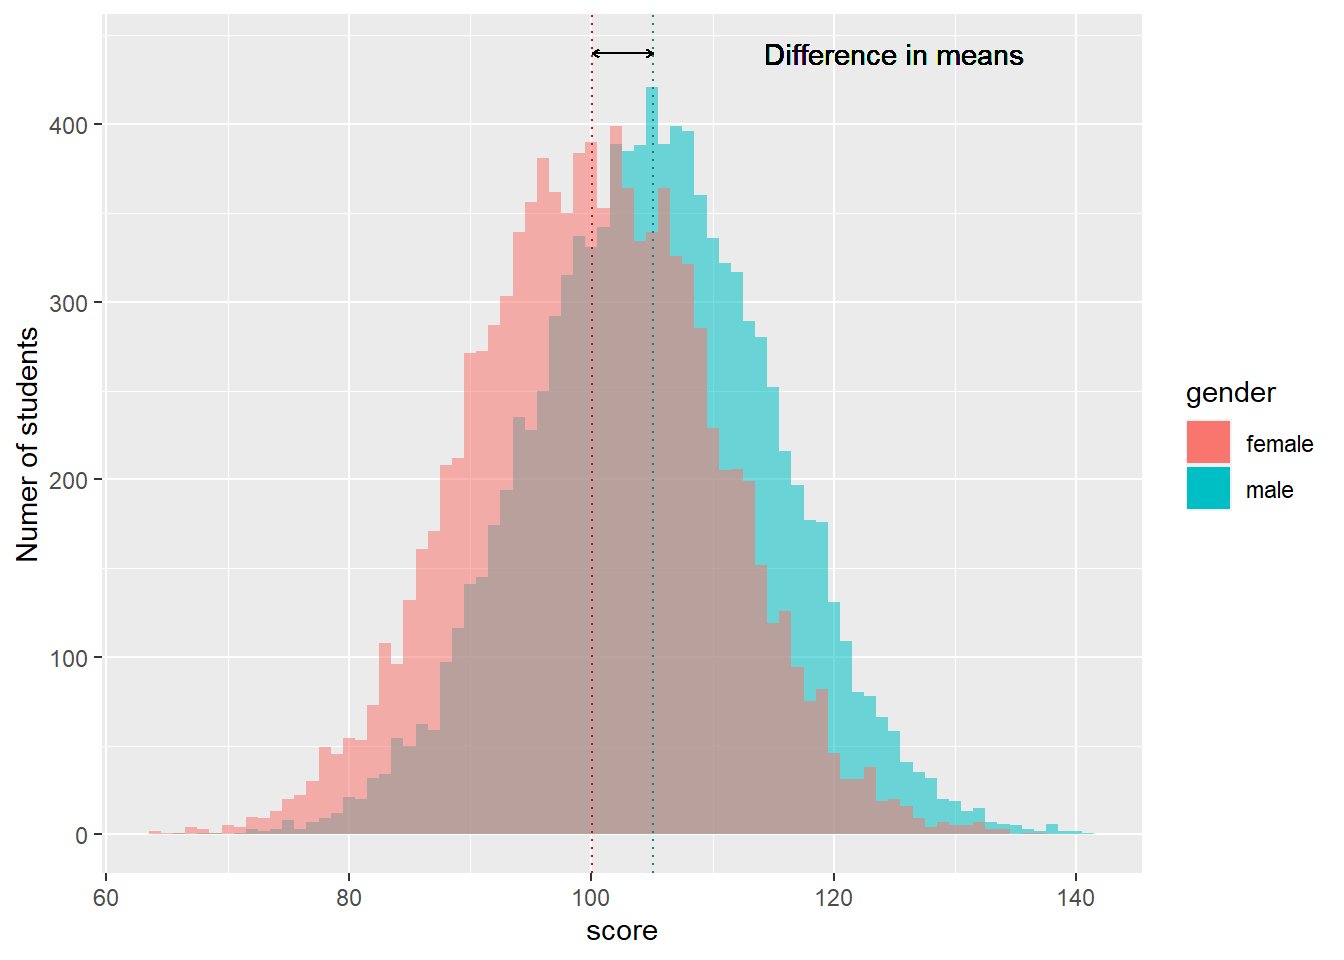 Difference in means
400
300
200
100
0
Numer of students
60 80 100 120 140
score
gender
female
male